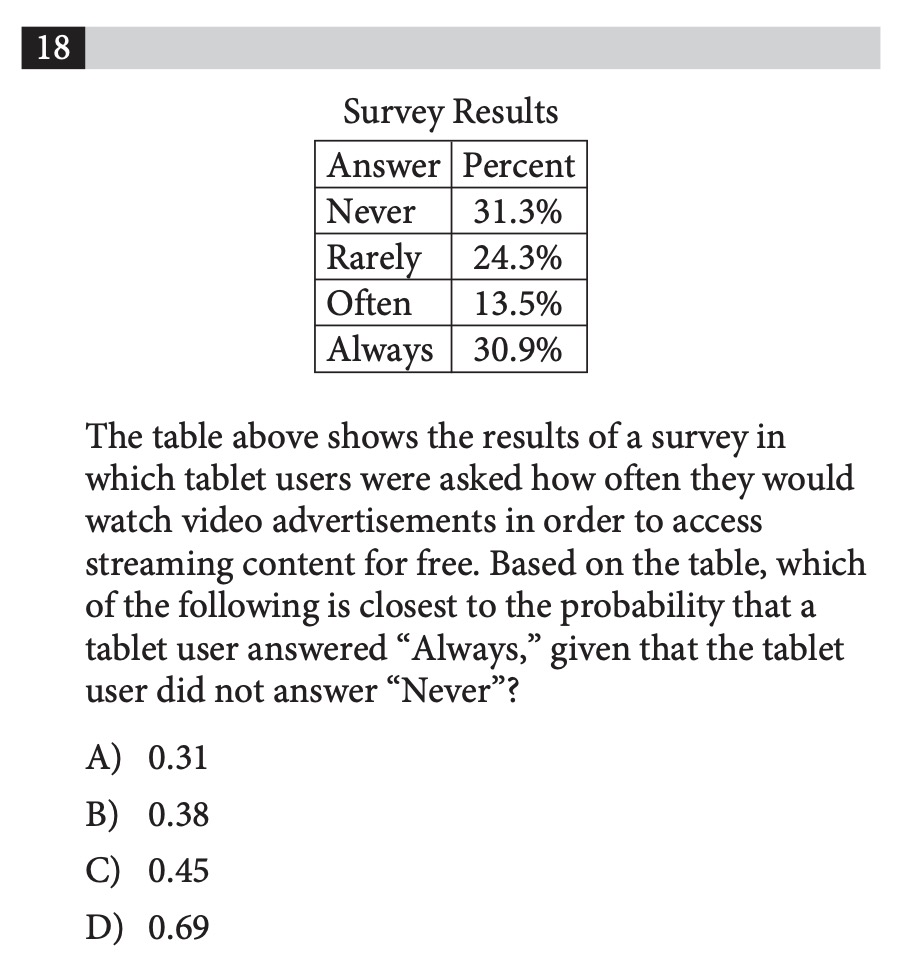 18
Survey Results
Answer Percent
Never 31.3%
Rarely 24.3%
Often 13.5%
Always 30.9%
The table above shows the results of a survey in
which tablet users were asked how often they would
watch video advertisements in order to access
streaming content for free. Based on the table, which
of the following is closest to the probability that a
tablet user answered “Always,” given that the tablet
user did not answer “Never”?
A) 0.31
B) 0.38
C) 0.45
D) 0.69